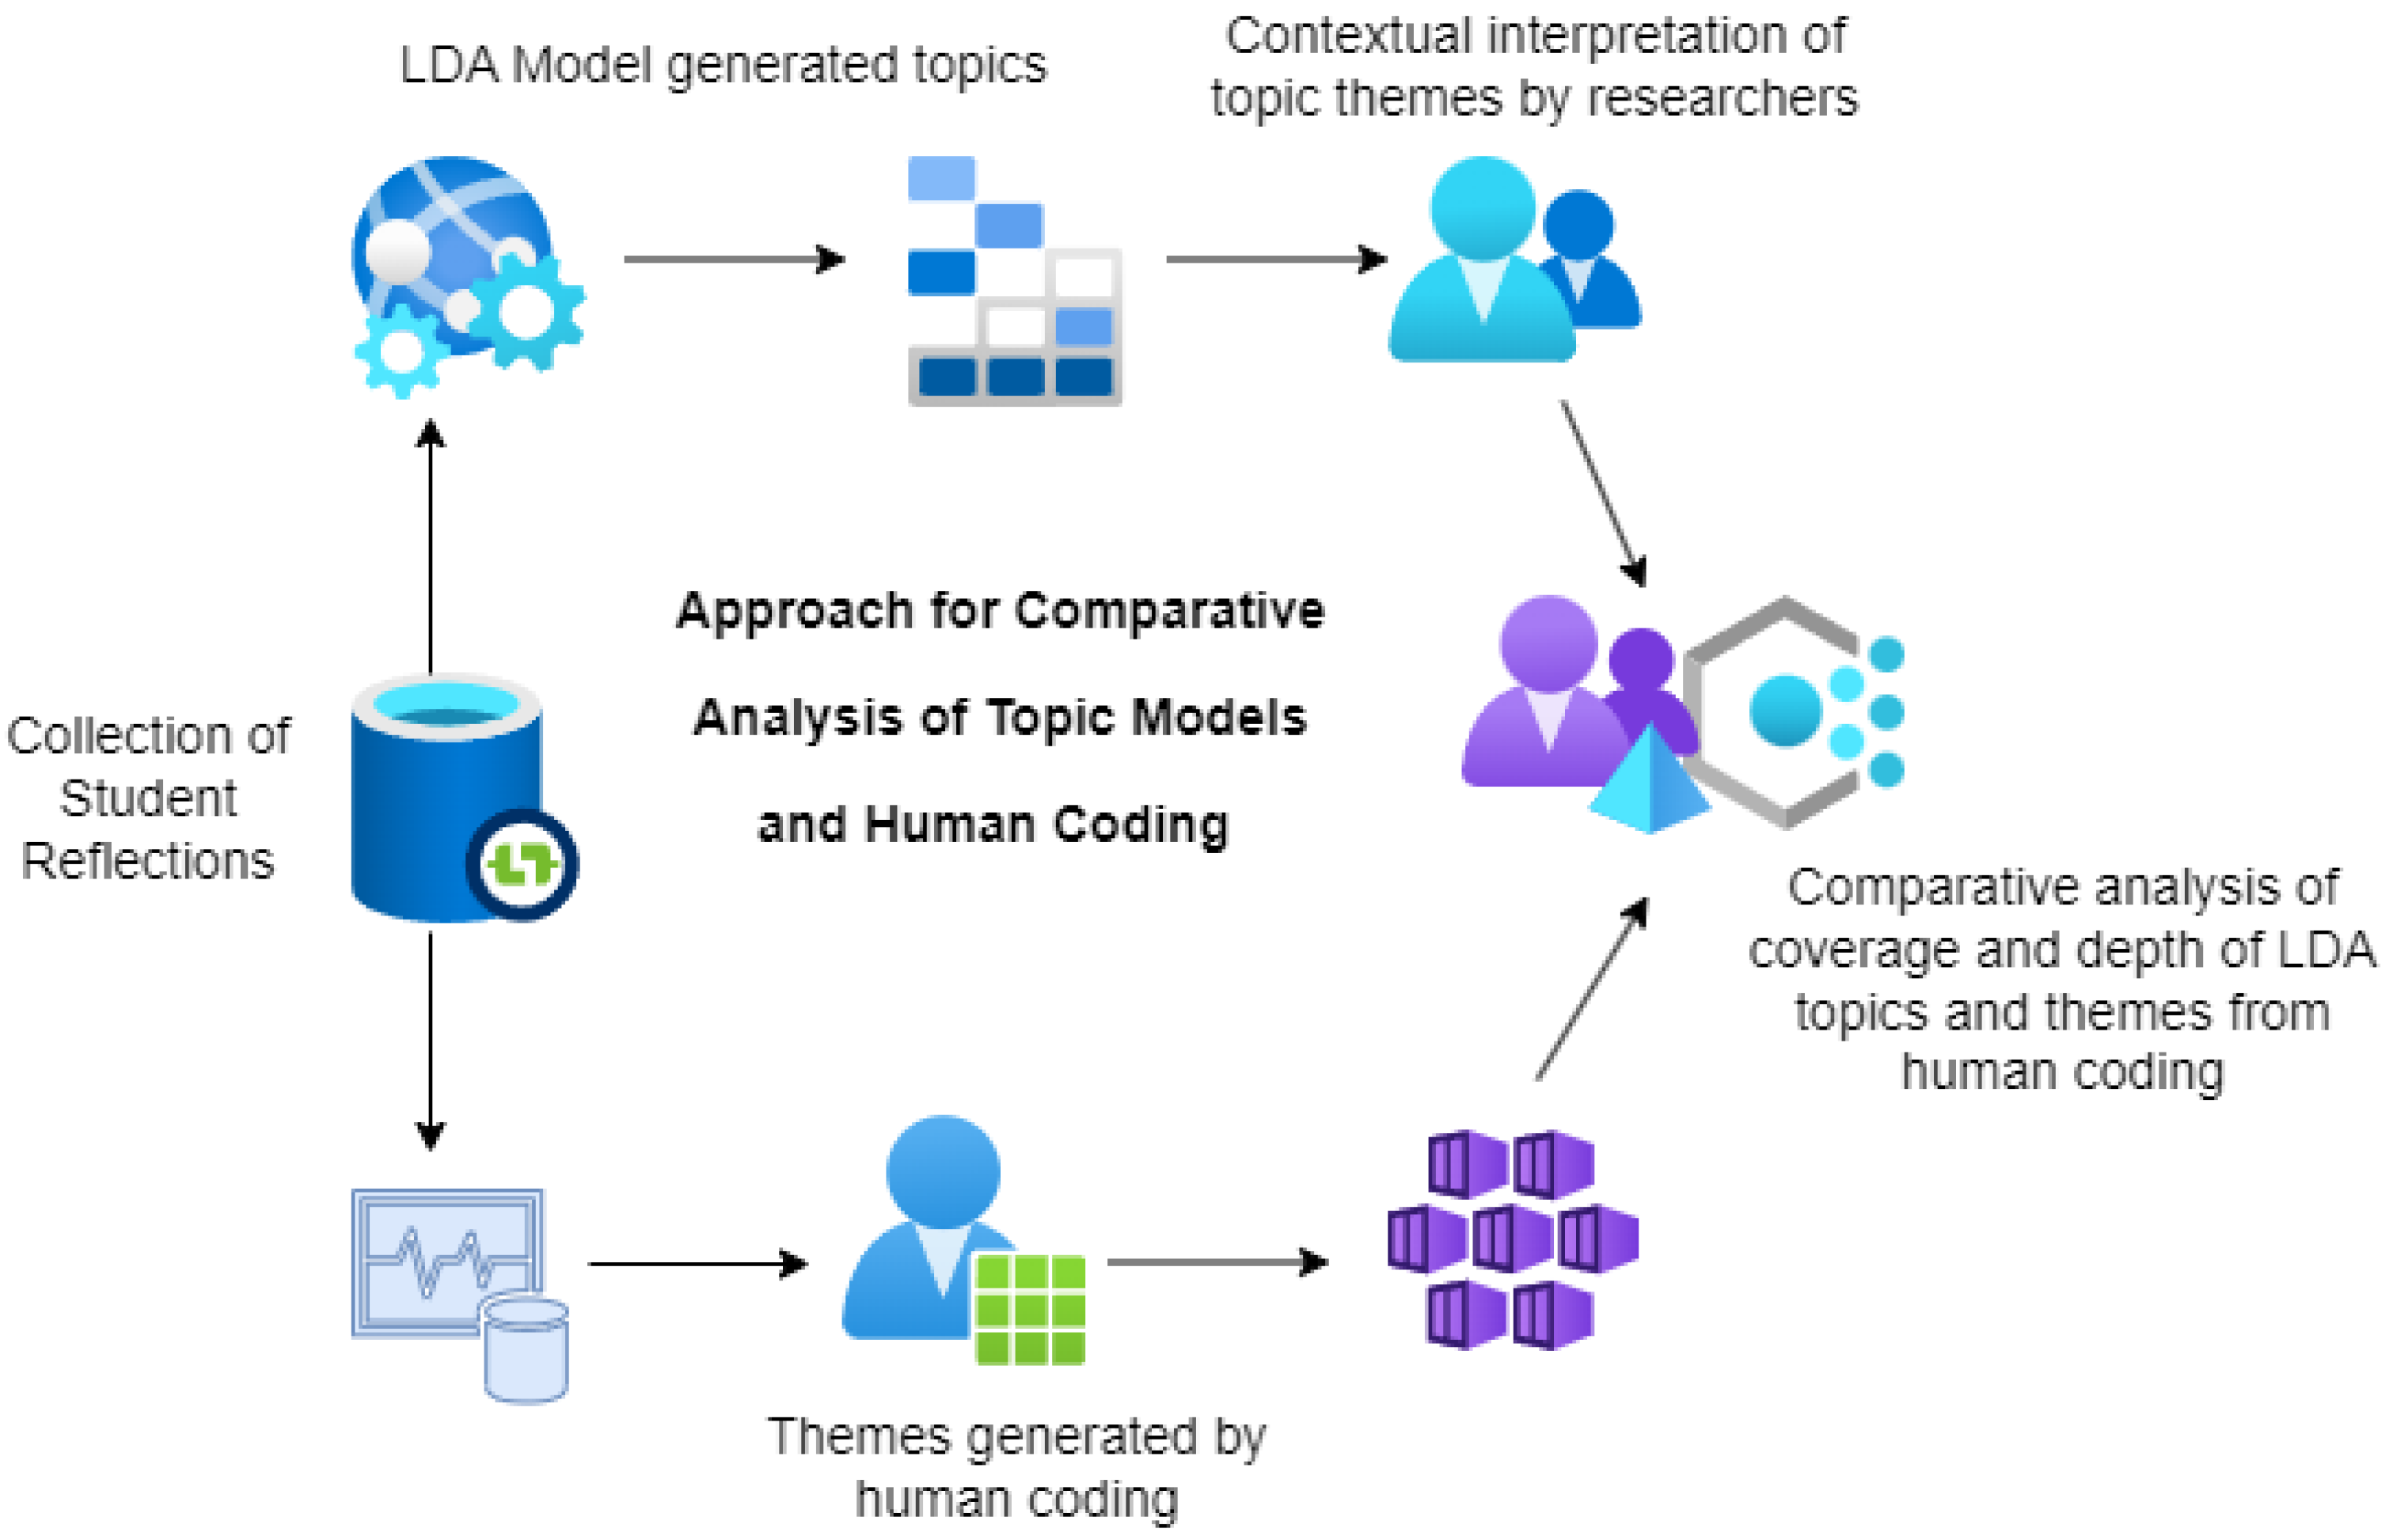 LDA Model generated topics
Contextual interpretation of
topic themes by researchers
Approach for Comparative
Analysis of Topic Models
and Human Coding
Collection of
Student
Reflections
Comparative analysis of
coverage and depth of LDA
topics and themes from
human coding
Themes generated by
human coding